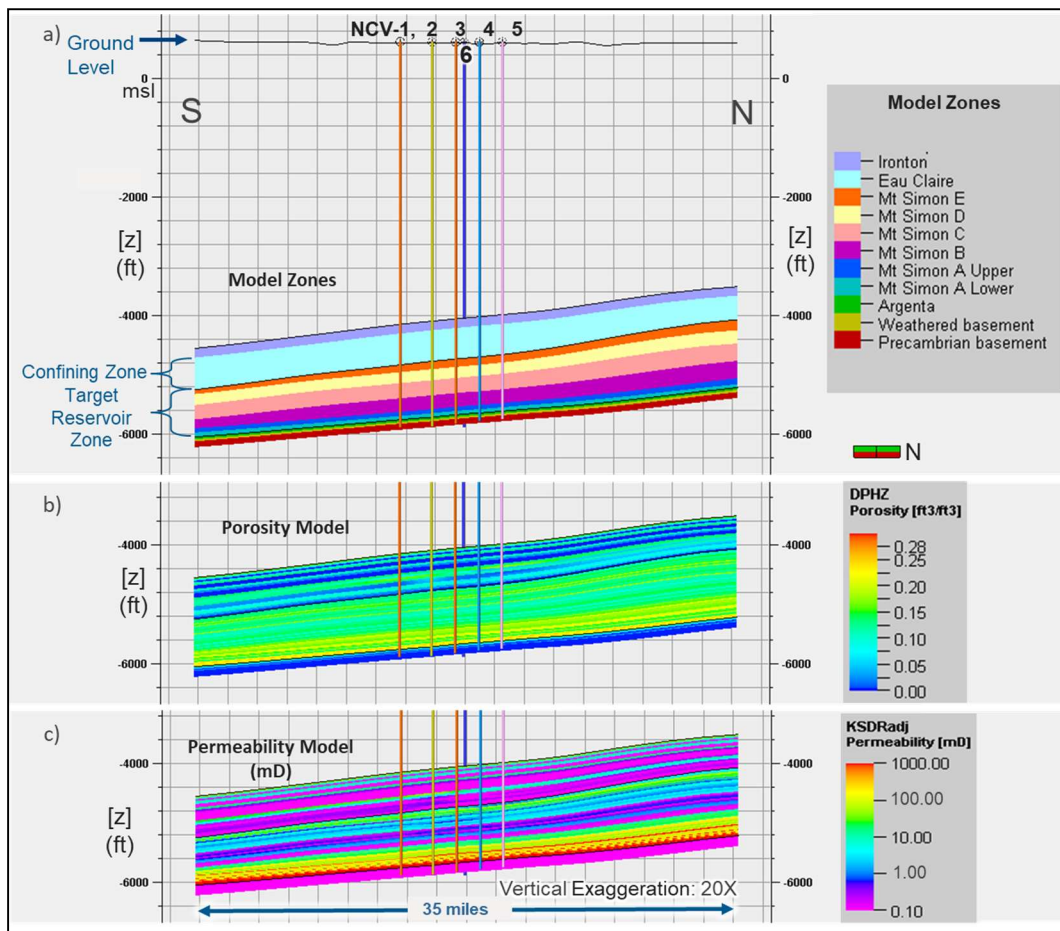 a)
Ground
Level
NCV-1, 2 3 4 5
6
0
msl
S
N
0
-2000
-2000
[z]
(ft)
[z]
(ft)
Model Zones
-4000
-4000
Confining Zone
Target
Reservoir
Zone
-6000
-6000
Model Zones
Ironton
Eau Claire
Mt Simon E
Mt Simon D
Mt Simon C
Mt Simon B
Mt Simon A Upper
Mt Simon A Lower
Argenta
Weathered basement
Precambrian basement
N
b)
Porosity Model
-4000
-4000
[z]
(ft)
-6000
-6000
DPHZ
Porosity [ft3/ft3]
0.28
0.25
0.20
0.15
0.10
0.05
0.00
c)
Permeability Model
(mD)
-4000
-4000
[z]
(ft)
-6000
-6000
Vertical Exaggeration: 20X
35 miles
KSDRadj
Permeability [mD]
1000.00
100.00
10.00
1.00
0.10